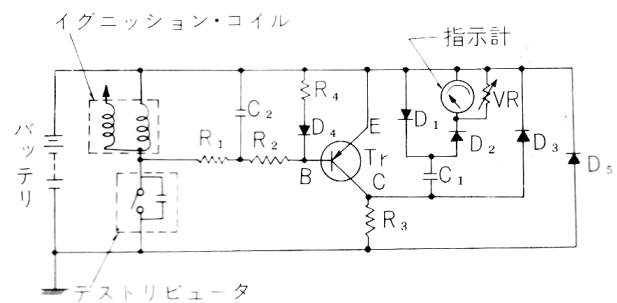 イグニッション・コイル
指示計
バッテリ
C₂
R₄
D₄
E
R₁
R₂
B
Tr
C
D₁
VR
D₂
D₃
D₅
C₁
R₃
デストリビュータ